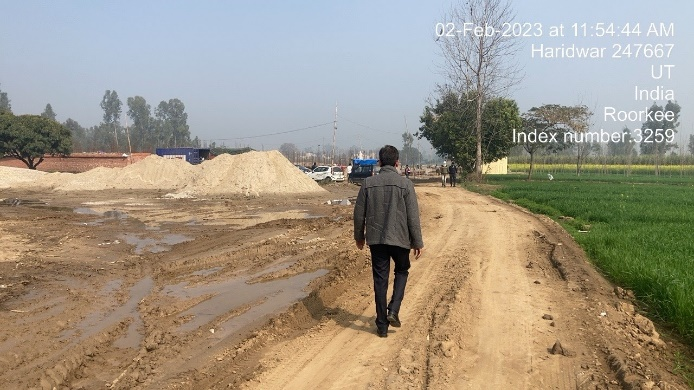 02-Feb-2023 at 11:54:44 AM
Haridwar 247667
UT
India
Roorkee
Index number:3259